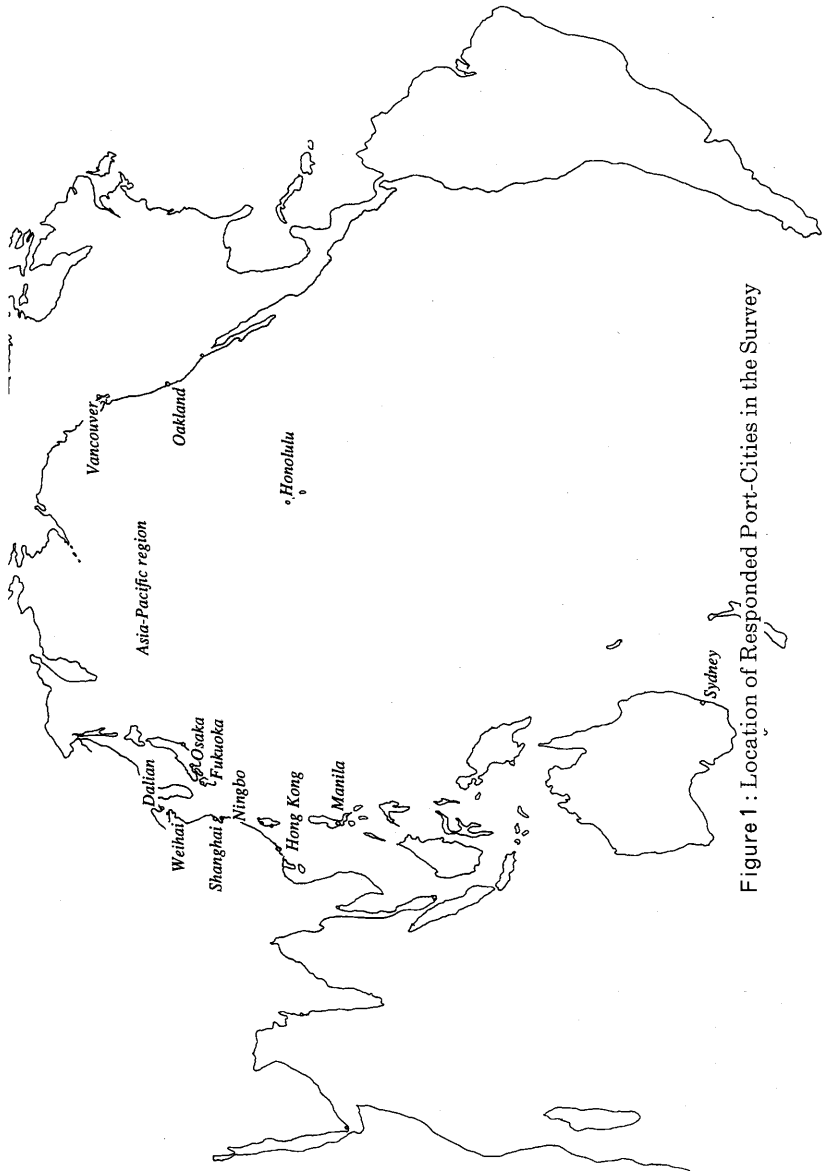 Vancouver
Oakland
Honolulu
Asia-Pacific region
Dalian
Weihai
Osaka
Fukuoka
Shanghai
Ningbo
Hong Kong
Manila
Sydney
Figure 1 : Location of Responded Port-Cities in the Survey